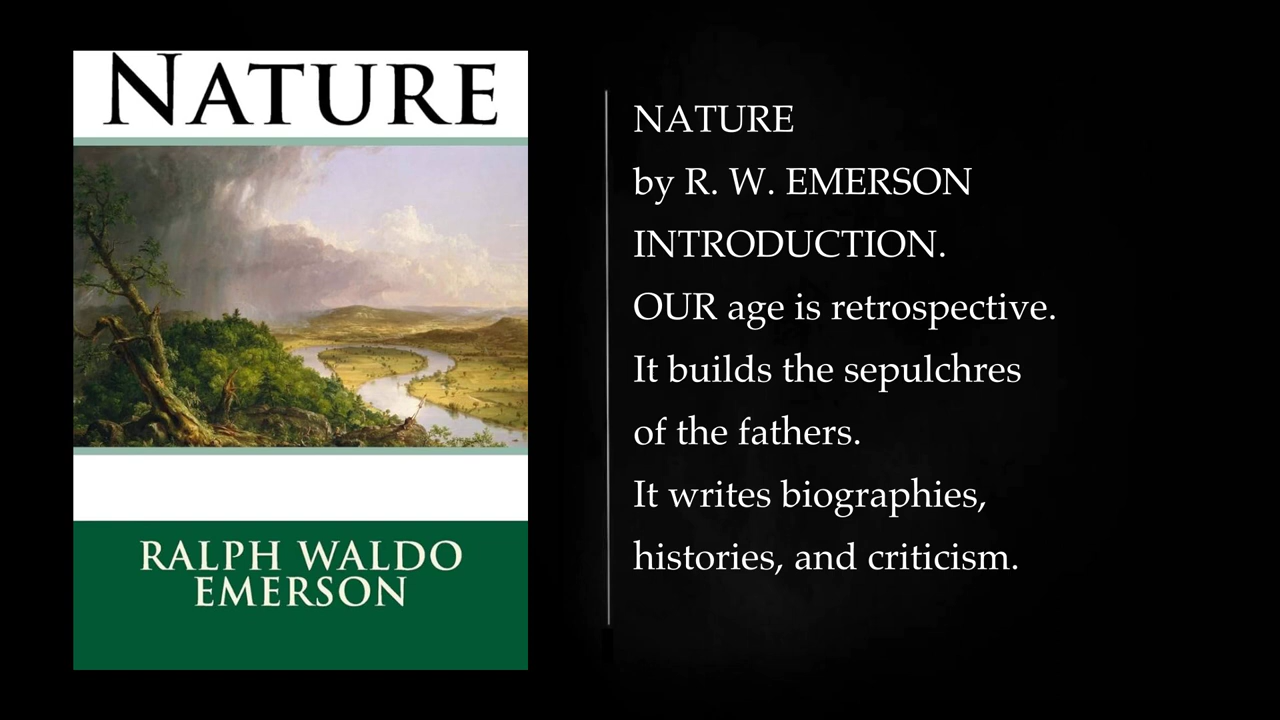 NATURE
RALPH WALDO
EMERSON
NATURE
by R. W. EMERSON
INTRODUCTION.
OUR age is retrospective.
It builds the sepulchres
of the fathers.
It writes biographies,
histories, and criticism.